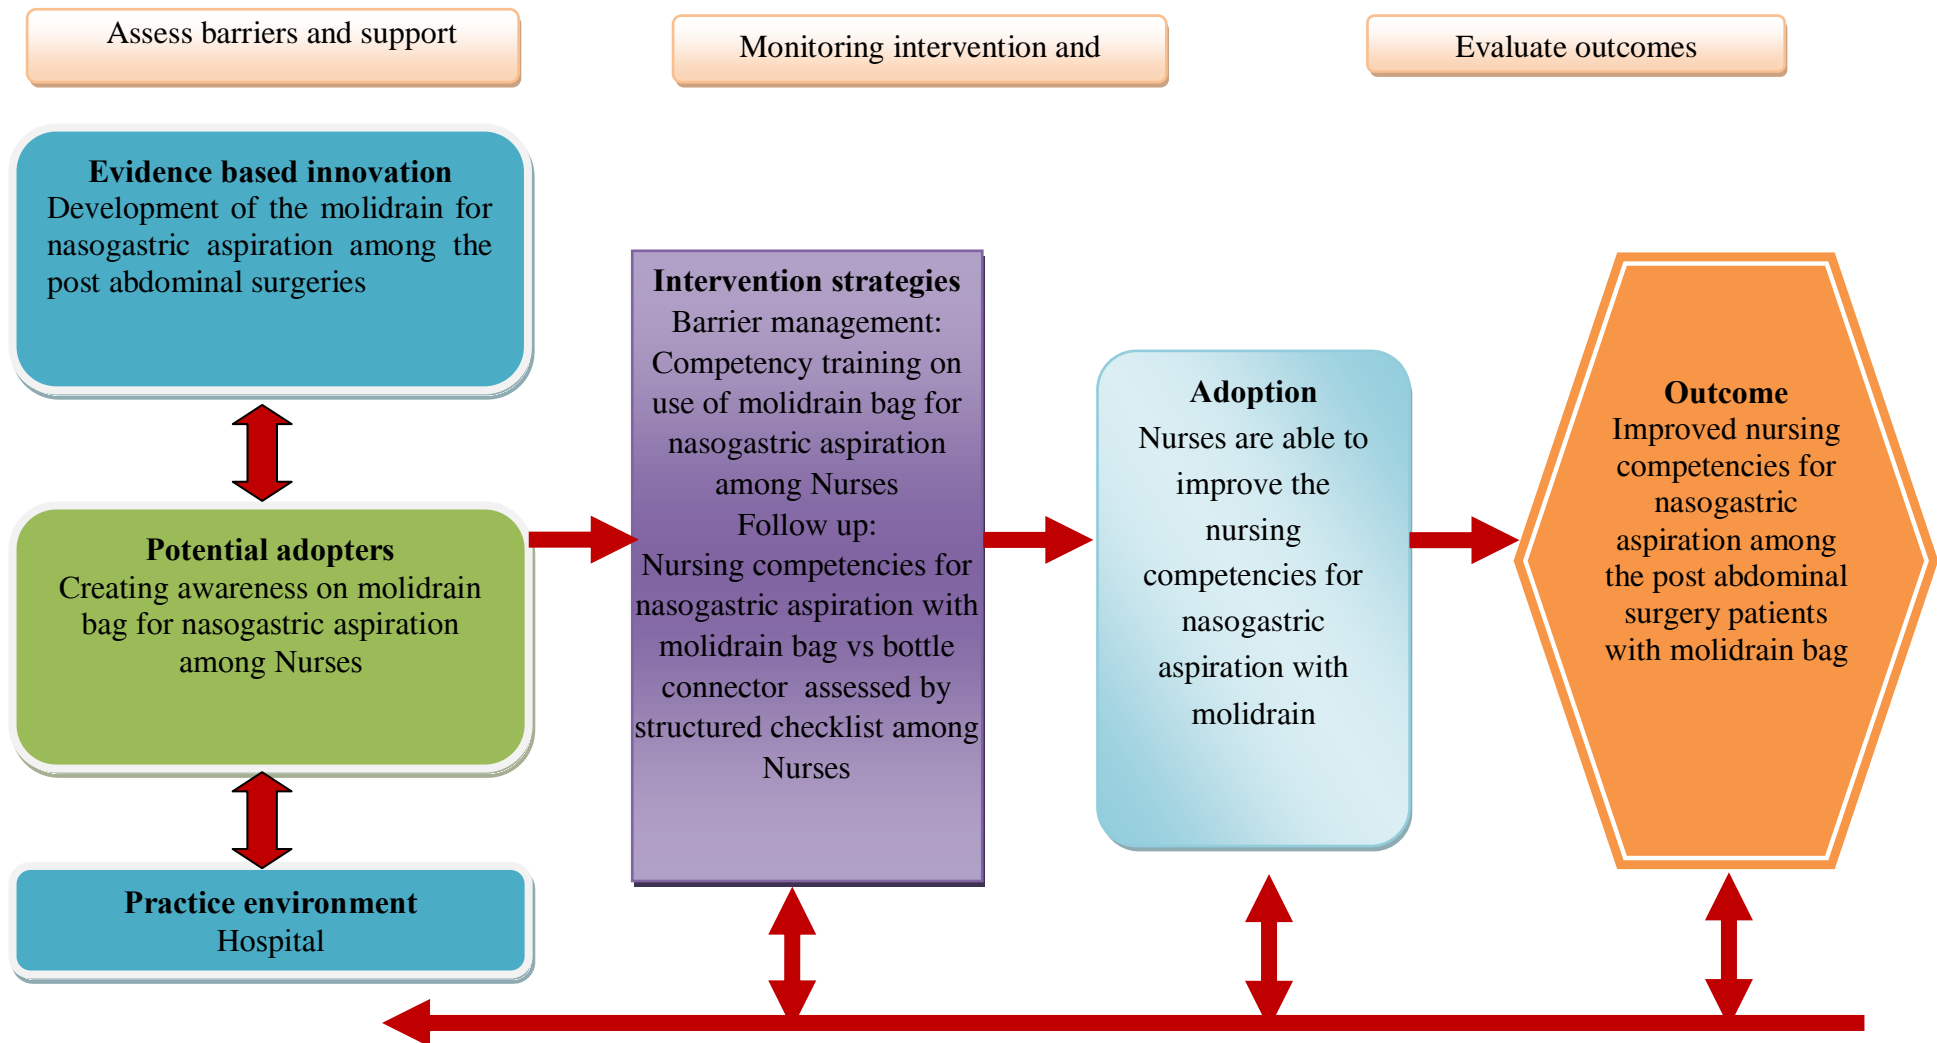 Assess barriers and support
Monitoring intervention and
Evaluate outcomes
Evidence based innovation
Development of the molidrain for
nasogastric aspiration among the
post abdominal surgeries
Potential adopters
Creating awareness on molidrain
bag for nasogastric aspiration
among Nurses
Practice environment
Hospital
Intervention strategies
Barrier management:
Competency training on
use of molidrain bag for
nasogastric aspiration
among Nurses
Follow up:
Nursing competencies for
nasogastric aspiration with
molidrain bag vs bottle
connector assessed by
structured checklist among
Nurses
Adoption
Nurses are able to
improve the
nursing
competencies for
nasogastric
aspiration with
molidrain
Outcome
Improved nursing
competencies for
nasogastric
aspiration among
the post abdominal
surgery patients
with molidrain bag